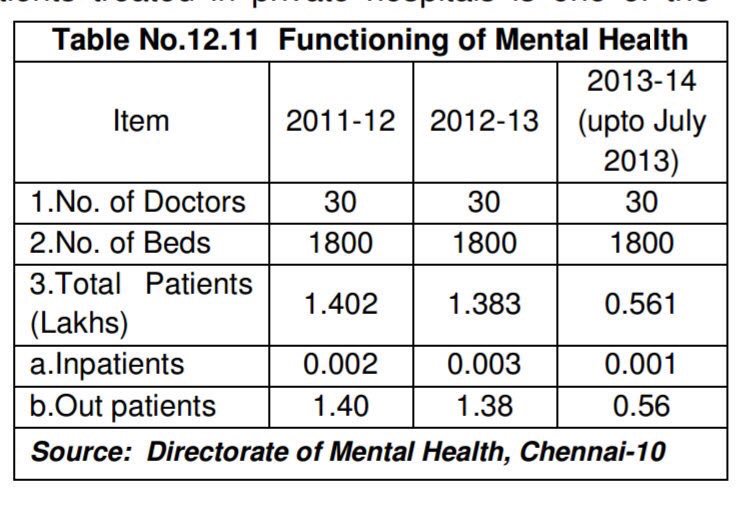 Table No.12.11 Functioning of Mental Health
Item 2011-12 2012-13 2013-14 (upto July 2013)
1.No. of Doctors 30 30 30
2.No. of Beds 1800 1800 1800
3.Total Patients (Lakhs) 1.402 1.383 0.561
a.Inpatients 0.002 0.003 0.001
b.Out patients 1.40 1.38 0.56
Source: Directorate of Mental Health, Chennai-10